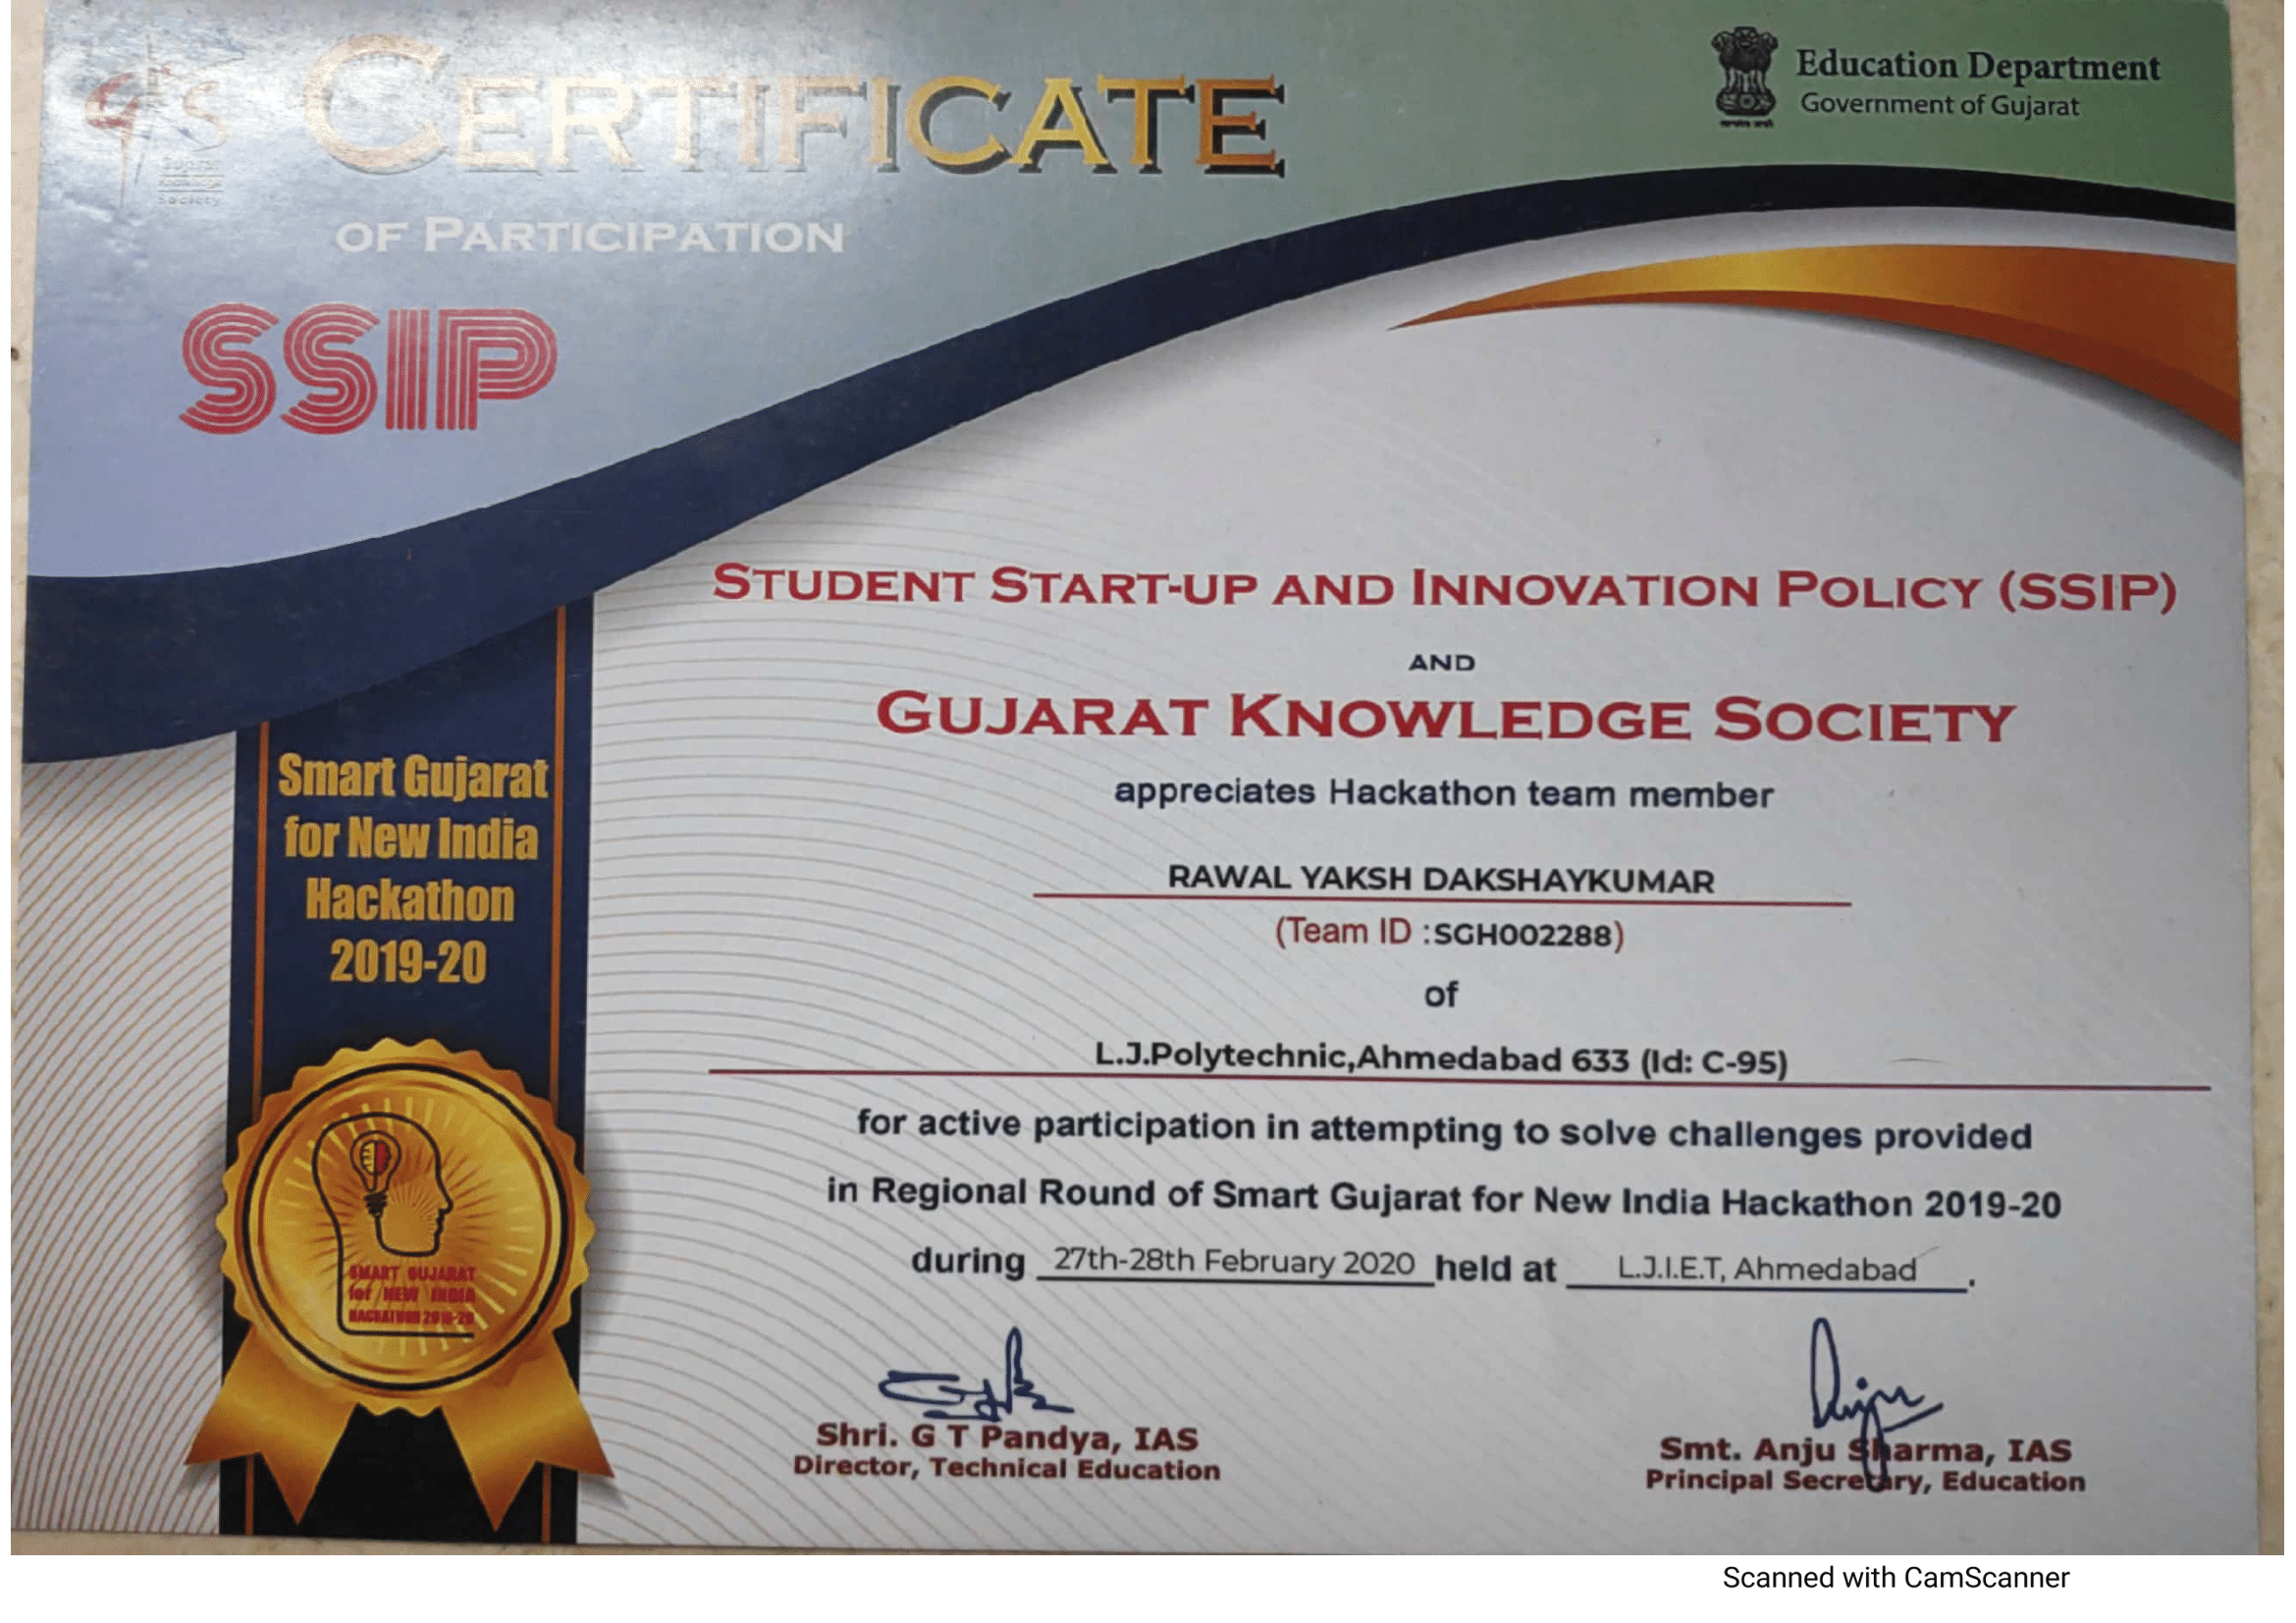 GKS
Gujarat
Knowledge
Society
CERTIFICATE
OF PARTICIPATION
Education Department
Government of Gujarat
SSIP
STUDENT START-UP AND INNOVATION POLICY (SSIP)
AND
GUJARAT KNOWLEDGE SOCIETY
appreciates Hackathon team member
RAWAL YAKSH DAKSHAYKUMAR
(Team ID :SGH002288)
of
L.J.Polytechnic,Ahmedabad 633 (Id: C-95)
for active participation in attempting to solve challenges provided
in Regional Round of Smart Gujarat for New India Hackathon 2019-20
during 27th-28th February 2020 held at L.J.I.E.T, Ahmedabad .
Smart Gujarat
for New India
Hackathon
2019-20
SMART GUJARAT
for NEW INDIA
HACKATHON 2019-20
Shri. G T Pandya, IAS
Director, Technical Education
Anju
Smt. Anju Sharma, IAS
Principal Secretary, Education
Scanned with CamScanner